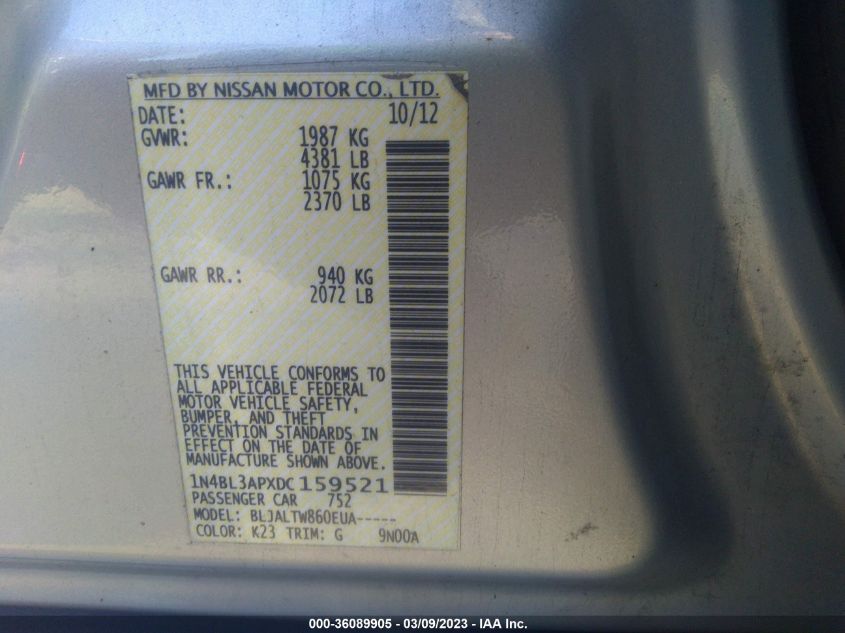 MFD BY NISSAN MOTOR CO., LTD.
DATE: 10/12
GVWR: 1987 KG
4381 LB
GAWR FR.: 1075 KG
2370 LB
GAWR RR.: 940 KG
2072 LB
THIS VEHICLE CONFORMS TO
ALL APPLICABLE FEDERAL
MOTOR VEHICLE SAFETY,
BUMPER, AND THEFT
PREVENTION STANDARDS IN
EFFECT ON THE DATE OF
MANUFACTURE SHOWN ABOVE.
1N4BL3APXDC159521
PASSENGER CAR 752
MODEL: BLJALTW860EUA-----
COLOR: K23 TRIM: G 9N00A
000-36089905 - 03/09/2023 - IAA Inc.